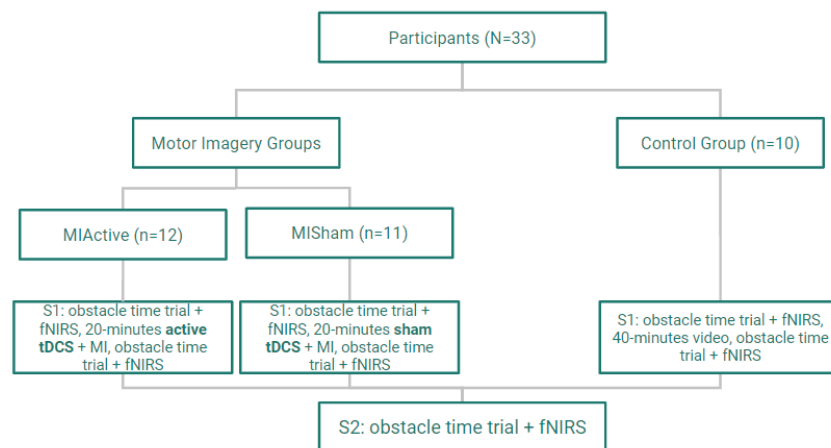 Participants (N=33)
Motor Imagery Groups
Control Group (n=10)
MIActive (n=12)
MISham (n=11)
S1: obstacle time trial +
fNIRS, 20-minutes active
tDCS + MI, obstacle time
trial + fNIRS
S1: obstacle time trial +
fNIRS, 20-minutes sham
tDCS + MI, obstacle time
trial + fNIRS
S1: obstacle time trial + fNIRS,
40-minutes video, obstacle time
trial + fNIRS
S2: obstacle time trial + fNIRS